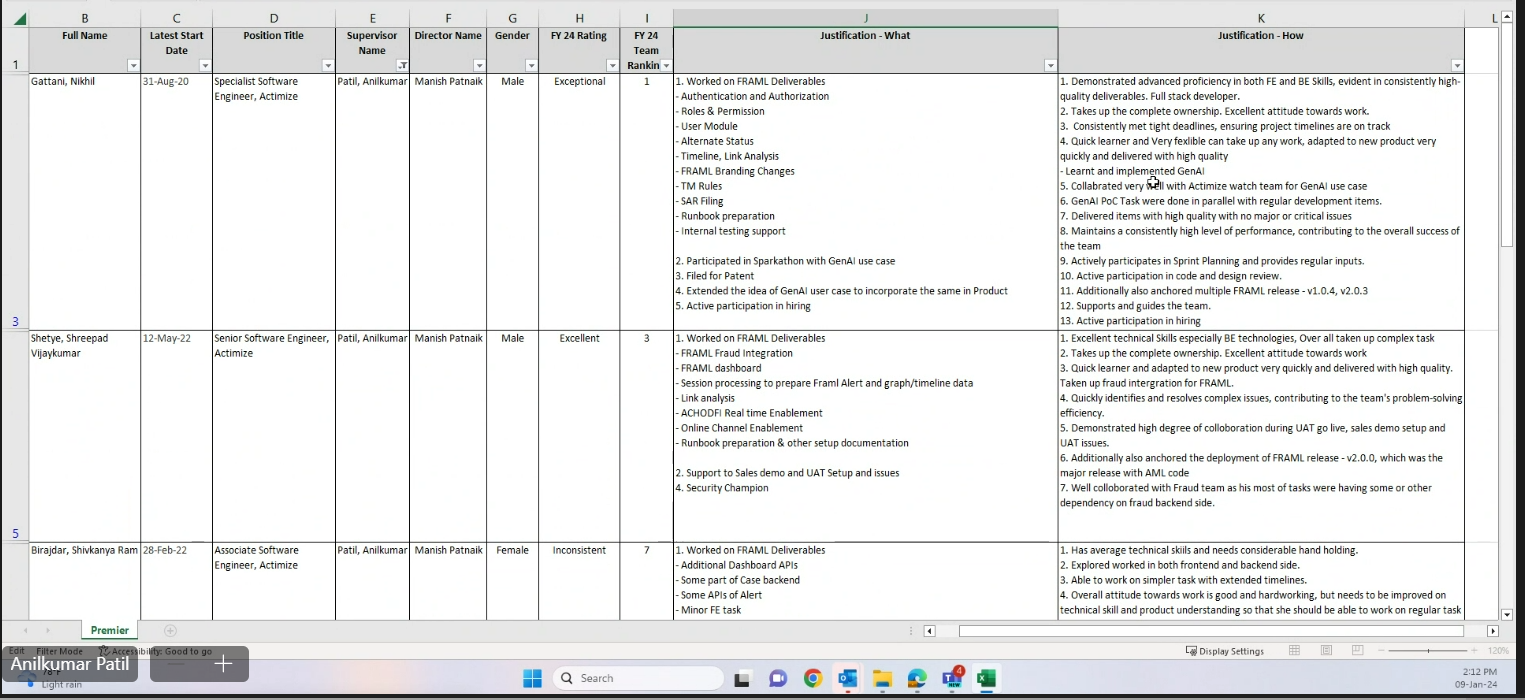 B C D E F G H I J K L
Full Name Latest Start Date Position Title Supervisor Name Director Name Gender FY 24 Rating FY 24 Team Rankin Justification - What Justification - How
1
Gattani, Nikhil 31-Aug-20 Specialist Software Engineer, Actimize Patil, Anilkumar Manish Patnaik Male Exceptional 1
1. Worked on FRAML Deliverables
- Authentication and Authorization
- Roles & Permission
- User Module
- Alternate Status
- Timeline, Link Analysis
- FRAML Branding Changes
- TM Rules
- SAR Filing
- Runbook preparation
- Internal testing support
2. Participated in Sparkathon with GenAI use case
3. Filed for Patent
4. Extended the idea of GenAI user case to incorporate the same in Product
5. Active participation in hiring
1. Demonstrated advanced proficiency in both FE and BE Skills, evident in consistently high-
quality deliverables. Full stack developer.
2. Takes up the complete ownership. Excellent attitude towards work.
3. Consistently met tight deadlines, ensuring project timelines are on track
4. Quick learner and Very fexlible can take up any work, adapted to new product very
quickly and delivered with high quality
- Learnt and implemented GenAI
5. Collabrated very well with Actimize watch team for GenAI use case
6. GenAI PoC Task were done in parallel with regular development items.
7. Delivered items with high quality with no major or critical issues
8. Maintains a consistently high level of performance, contributing to the overall success of
the team
9. Actively participates in Sprint Planning and provides regular inputs.
10. Active participation in code and design review.
11. Additionally also anchored multiple FRAML release - v1.0.4, v2.0.3
12. Supports and guides the team.
13. Active participation in hiring
3
Shetye, Shreepad Vijaykumar 12-May-22 Senior Software Engineer, Actimize Patil, Anilkumar Manish Patnaik Male Excellent 3
1. Worked on FRAML Deliverables
- FRAML Fraud Integration
- FRAML dashboard
- Session processing to prepare Framl Alert and graph/timeline data
- Link analysis
- ACHODFI Real time Enablement
- Online Channel Enablement
- Runbook preparation & other setup documentation
2. Support to Sales demo and UAT Setup and issues
4. Security Champion
1. Excellent technical Skills especially BE technologies, Over all taken up complex task
2. Takes up the complete ownership. Excellent attitude towards work
3. Quick learner and adapted to new product very quickly and delivered with high quality.
Taken up fraud intergration for FRAML.
4. Quickly identifies and resolves complex issues, contributing to the team's problem-solving
efficency.
5. Demonstrated high degree of colloboration during UAT go live, sales demo setup and
UAT issues.
6. Additionally also anchored the deployment of FRAML release - v2.0.0, which was the
major release with AML code
7. Well colloborated with Fraud team as his most of tasks were having some or other
dependency on fraud backend side.
5
Birajdar, Shivkanya Ram 28-Feb-22 Associate Software Engineer, Actimize Patil, Anilkumar Manish Patnaik Female Inconsistent 7
1. Worked on FRAML Deliverables
- Additional Dashboard APIs
- Some part of Case backend
- Some APIs of Alert
- Minor FE task
1. Has average technical skiils and needs considerable hand holding.
2. Explored worked in both frontend and backend side.
3. Able to work on simpler task with extended timelines.
4. Overall attitude towards work is good and hardworking, but needs to be improved on
technical skill and product understanding so that she should be able to work on regular task
Premier
Edit Filter Mode Accessibility: Good to go
Display Settings
120%
Anilkumar Patil
Light rain
Search
4
NEW
2:12 PM
09-Jan-24